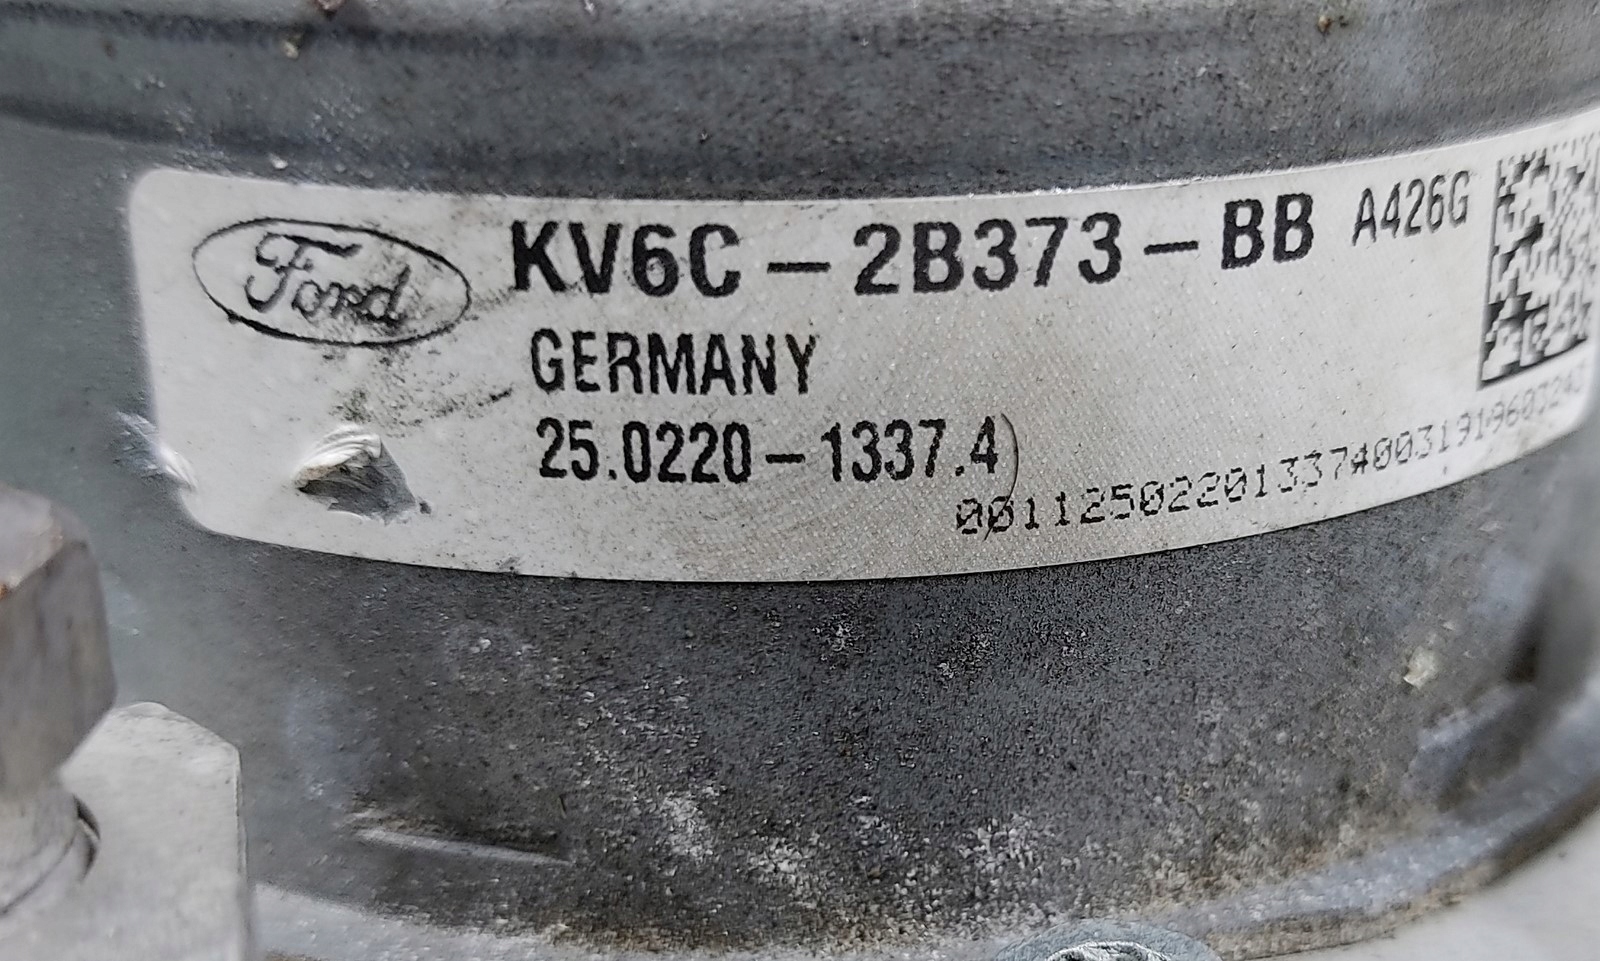 Ford
KV6C-2B373-BB A426G
GERMANY
25.0220-1337.4